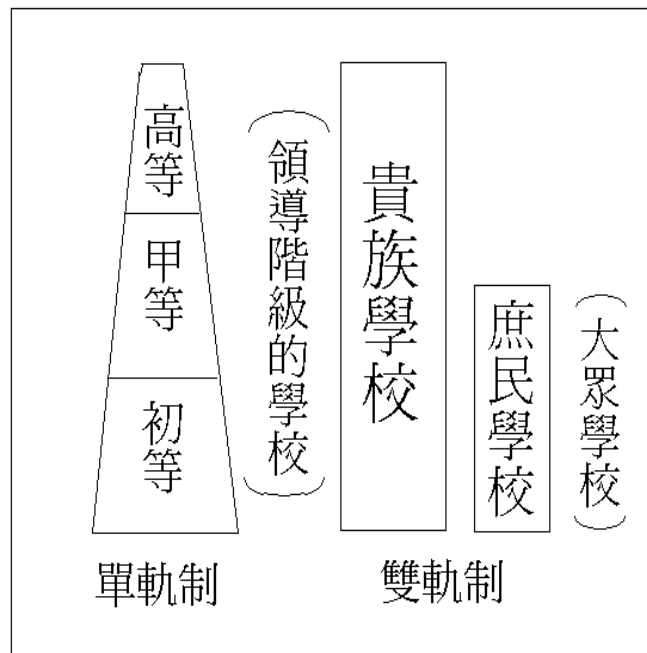 高等
甲等
初等
單軌制
（領導階級的學校）
貴族學校
庶民學校
（大眾學校）
雙軌制